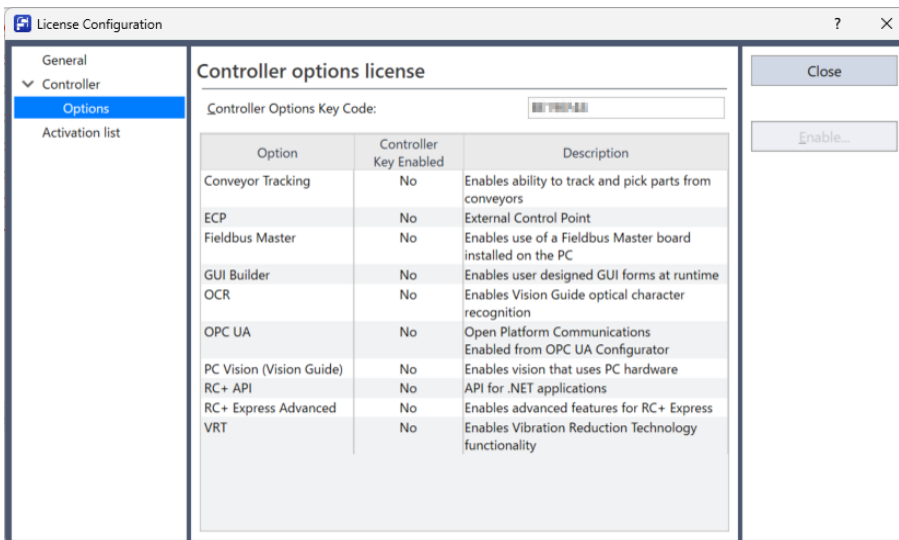 License Configuration
?
General
Controller
Options
Activation list
Controller options license
Controller Options Key Code:
Option
Controller
Key Enabled
Description
Conveyor Tracking No Enables ability to track and pick parts from
conveyors
ECP No External Control Point
Fieldbus Master No Enables use of a Fieldbus Master board
installed on the PC
GUI Builder No Enables user designed GUI forms at runtime
OCR No Enables Vision Guide optical character
recognition
OPC UA No Open Platform Communications
Enabled from OPC UA Configurator
PC Vision (Vision Guide) No Enables vision that uses PC hardware
RC+ API No API for .NET applications
RC+ Express Advanced No Enables advanced features for RC+ Express
VRT No Enables Vibration Reduction Technology
functionality
Close
Enable...